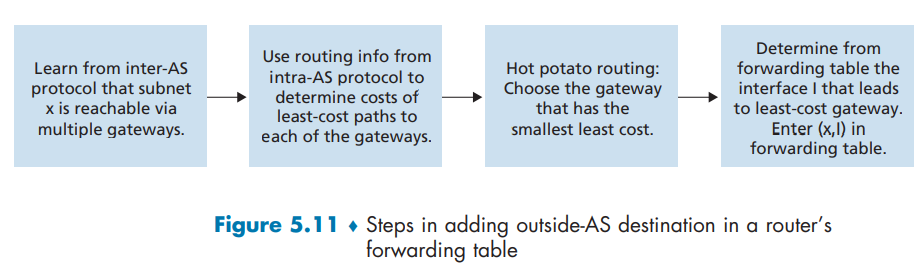 Learn from inter-AS
protocol that subnet
x is reachable via
multiple gateways.
Use routing info from
intra-AS protocol to
determine costs of
least-cost paths to
each of the gateways.
Hot potato routing:
Choose the gateway
that has the
smallest least cost.
Determine from
forwarding table the
interface I that leads
to least-cost gateway.
Enter (x,I) in
forwarding table.
Figure 5.11 ♦ Steps in adding outside-AS destination in a router’s
forwarding table